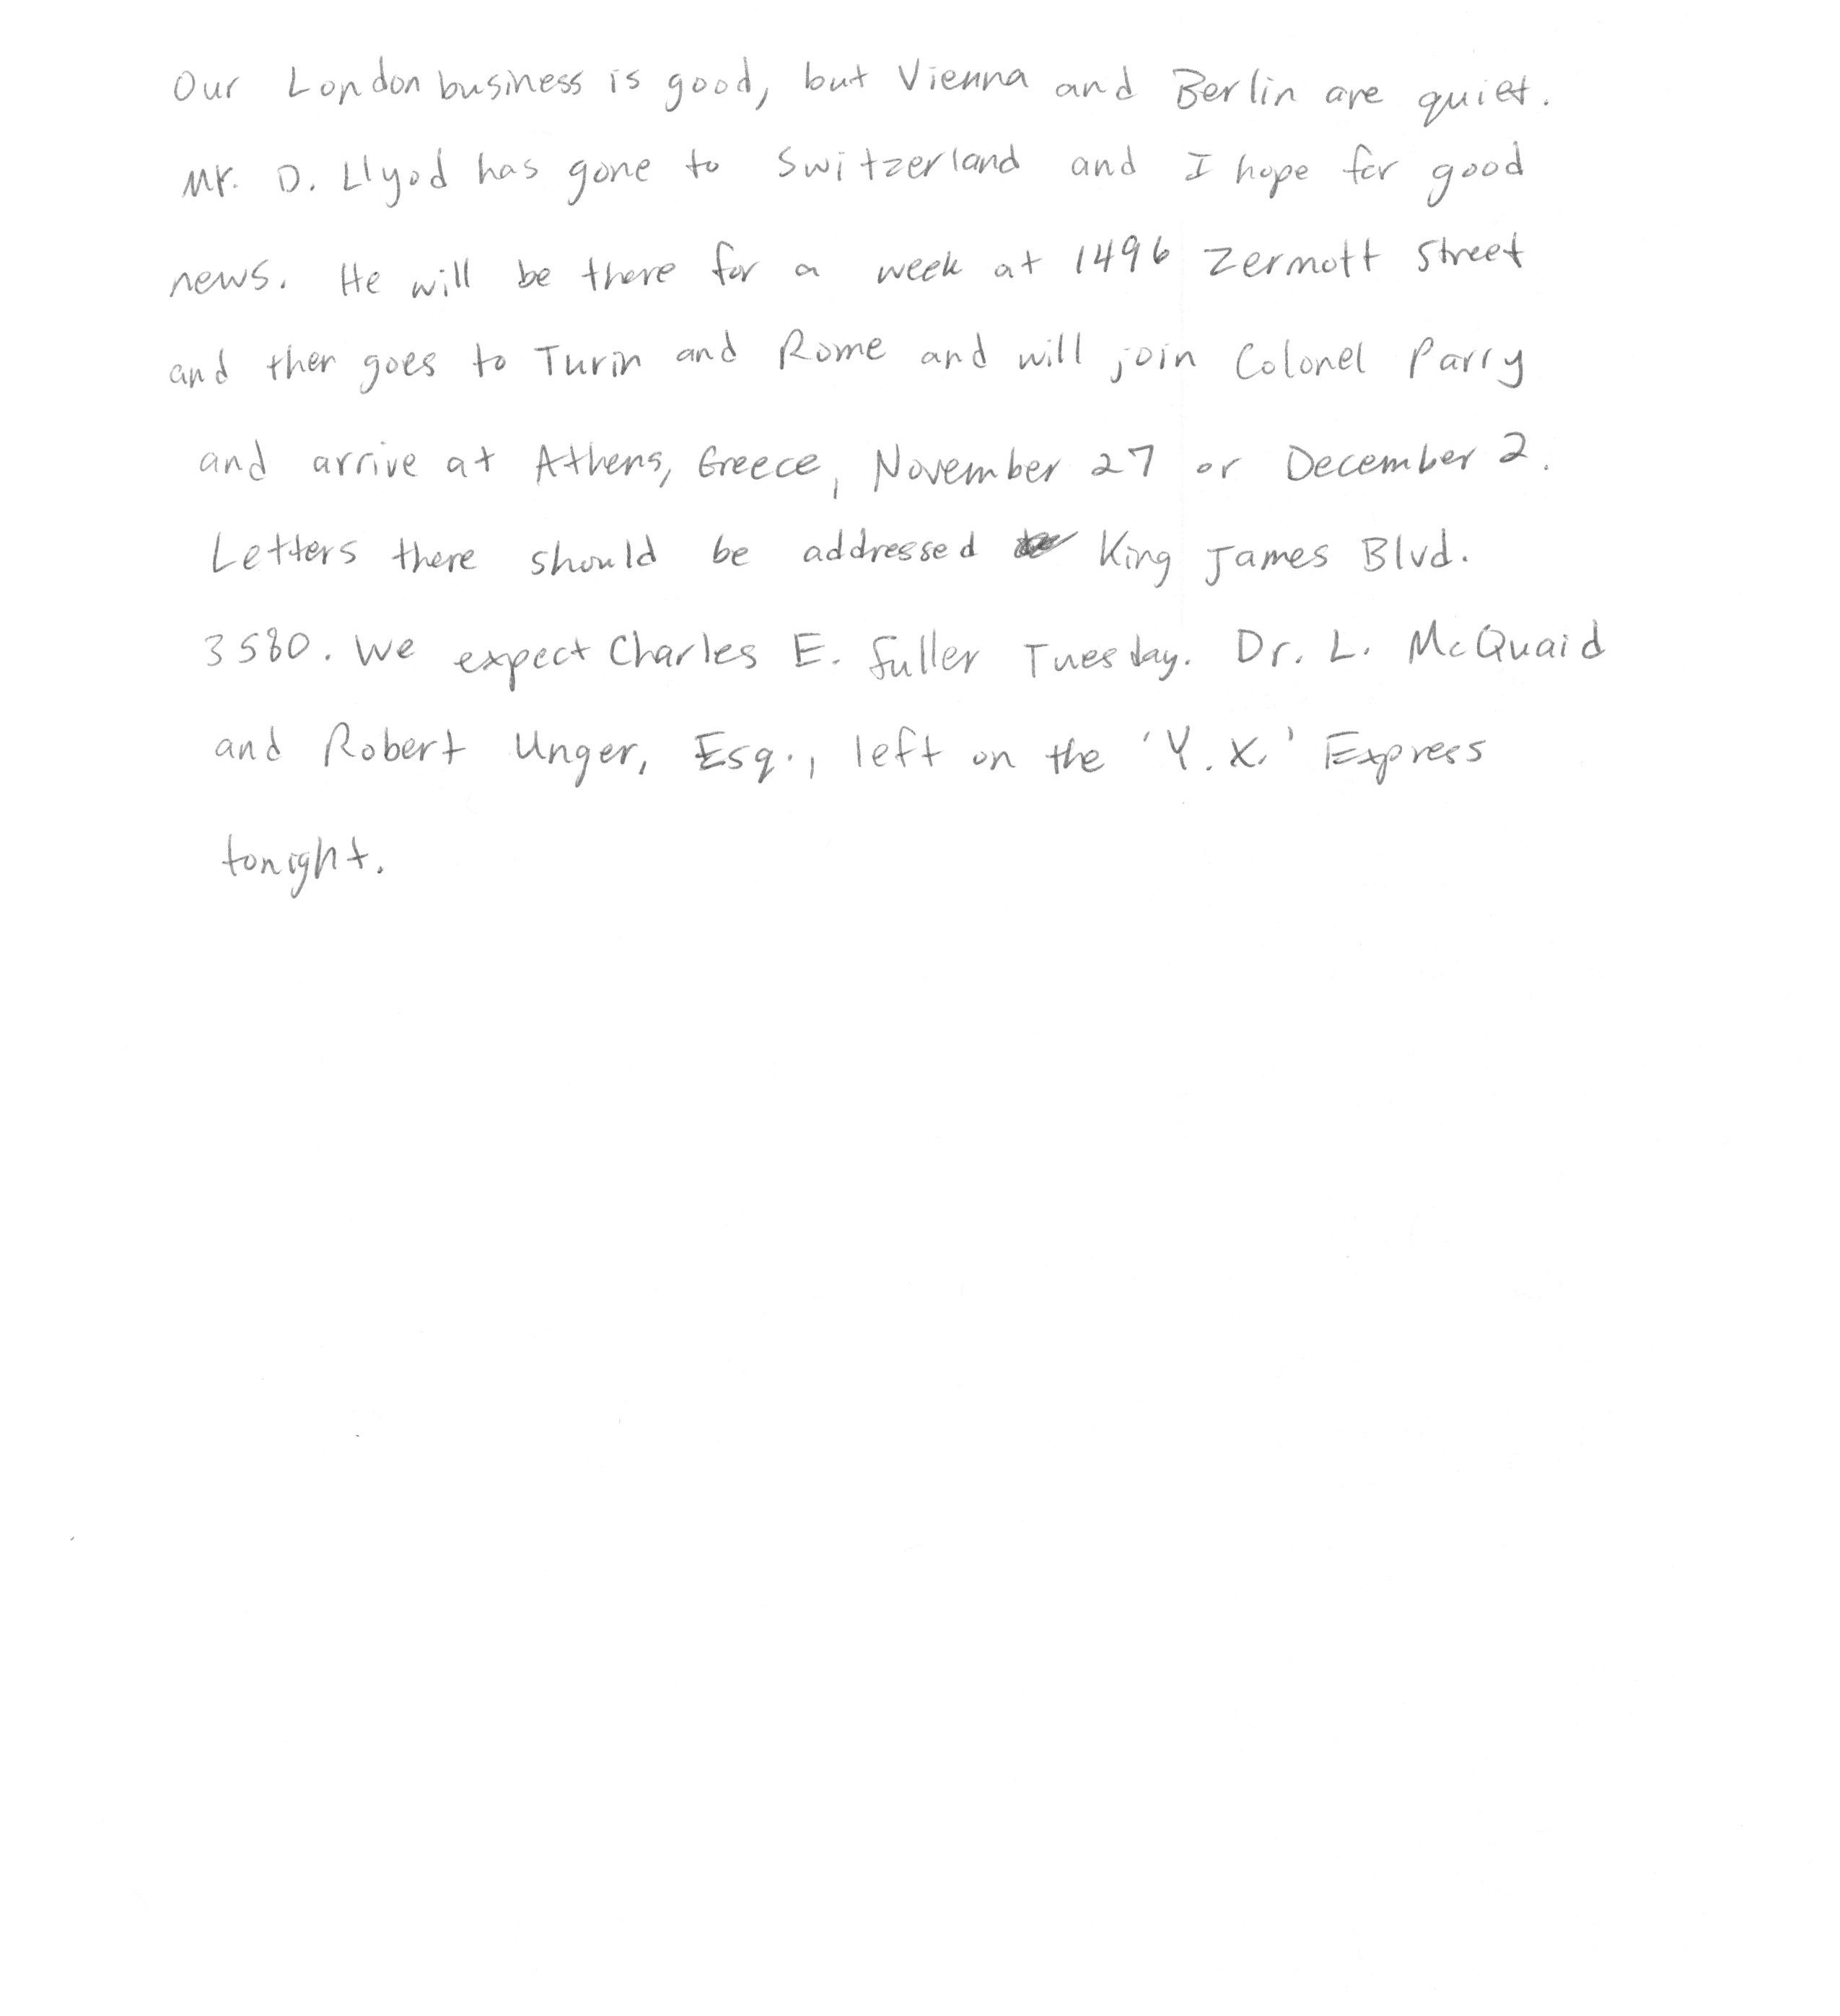 Our London business is good, but Vienna and Berlin are quiet.
Mr. D. Llyod has gone to Switzerland and I hope for good
news. He will be there for a week at 1496 Zermott Street
and then goes to Turin and Rome and will join Colonel Parry
and arrive at Athens, Greece, November 27 or December 2.
Letters there should be addressed King James Blvd.
3580. We expect Charles E. Fuller Tuesday. Dr. L. McQuaid
and Robert Unger, Esq., left on the 'Y.X.' Express
tonight.